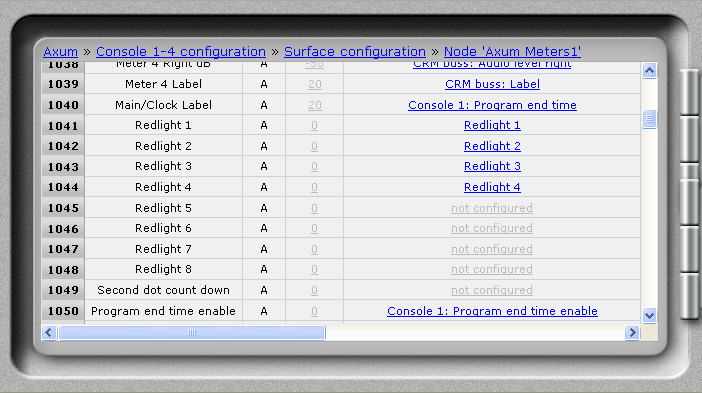 Axum » Console 1-4 configuration » Surface configuration » Node 'Axum Meters1'
1038 Meter 4 Right dB A -50 CRM buss: Audio level right
1039 Meter 4 Label A 20 CRM buss: Label
1040 Main/Clock Label A 20 Console 1: Program end time
1041 Redlight 1 A 0 Redlight 1
1042 Redlight 2 A 0 Redlight 2
1043 Redlight 3 A 0 Redlight 3
1044 Redlight 4 A 0 Redlight 4
1045 Redlight 5 A 0 not configured
1046 Redlight 6 A 0 not configured
1047 Redlight 7 A 0 not configured
1048 Redlight 8 A 0 not configured
1049 Second dot count down A 0 not configured
1050 Program end time enable A 0 Console 1: Program end time enable